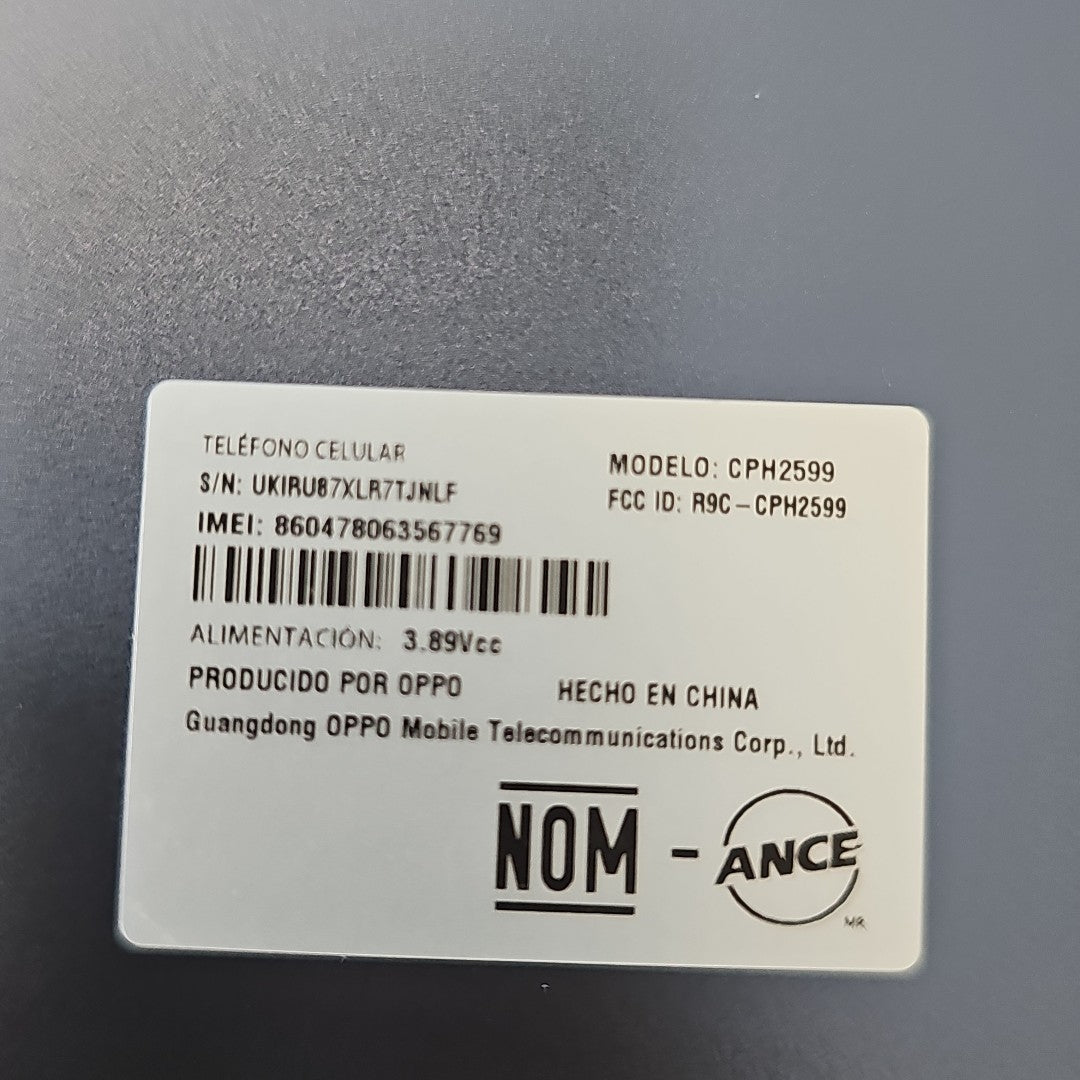 TELÉFONO CELULAR
S/N: UKIRU87XLR7TJNLF
IMEI: 860478063567769
MODELO: CPH2599
FCC ID: R9C-CPH2599
ALIMENTACIÓN: 3.89Vcc
PRODUCIDO POR OPPO
HECHO EN CHINA
Guangdong OPPO Mobile Telecommunications Corp., Ltd.
NOM - ANCE
MR